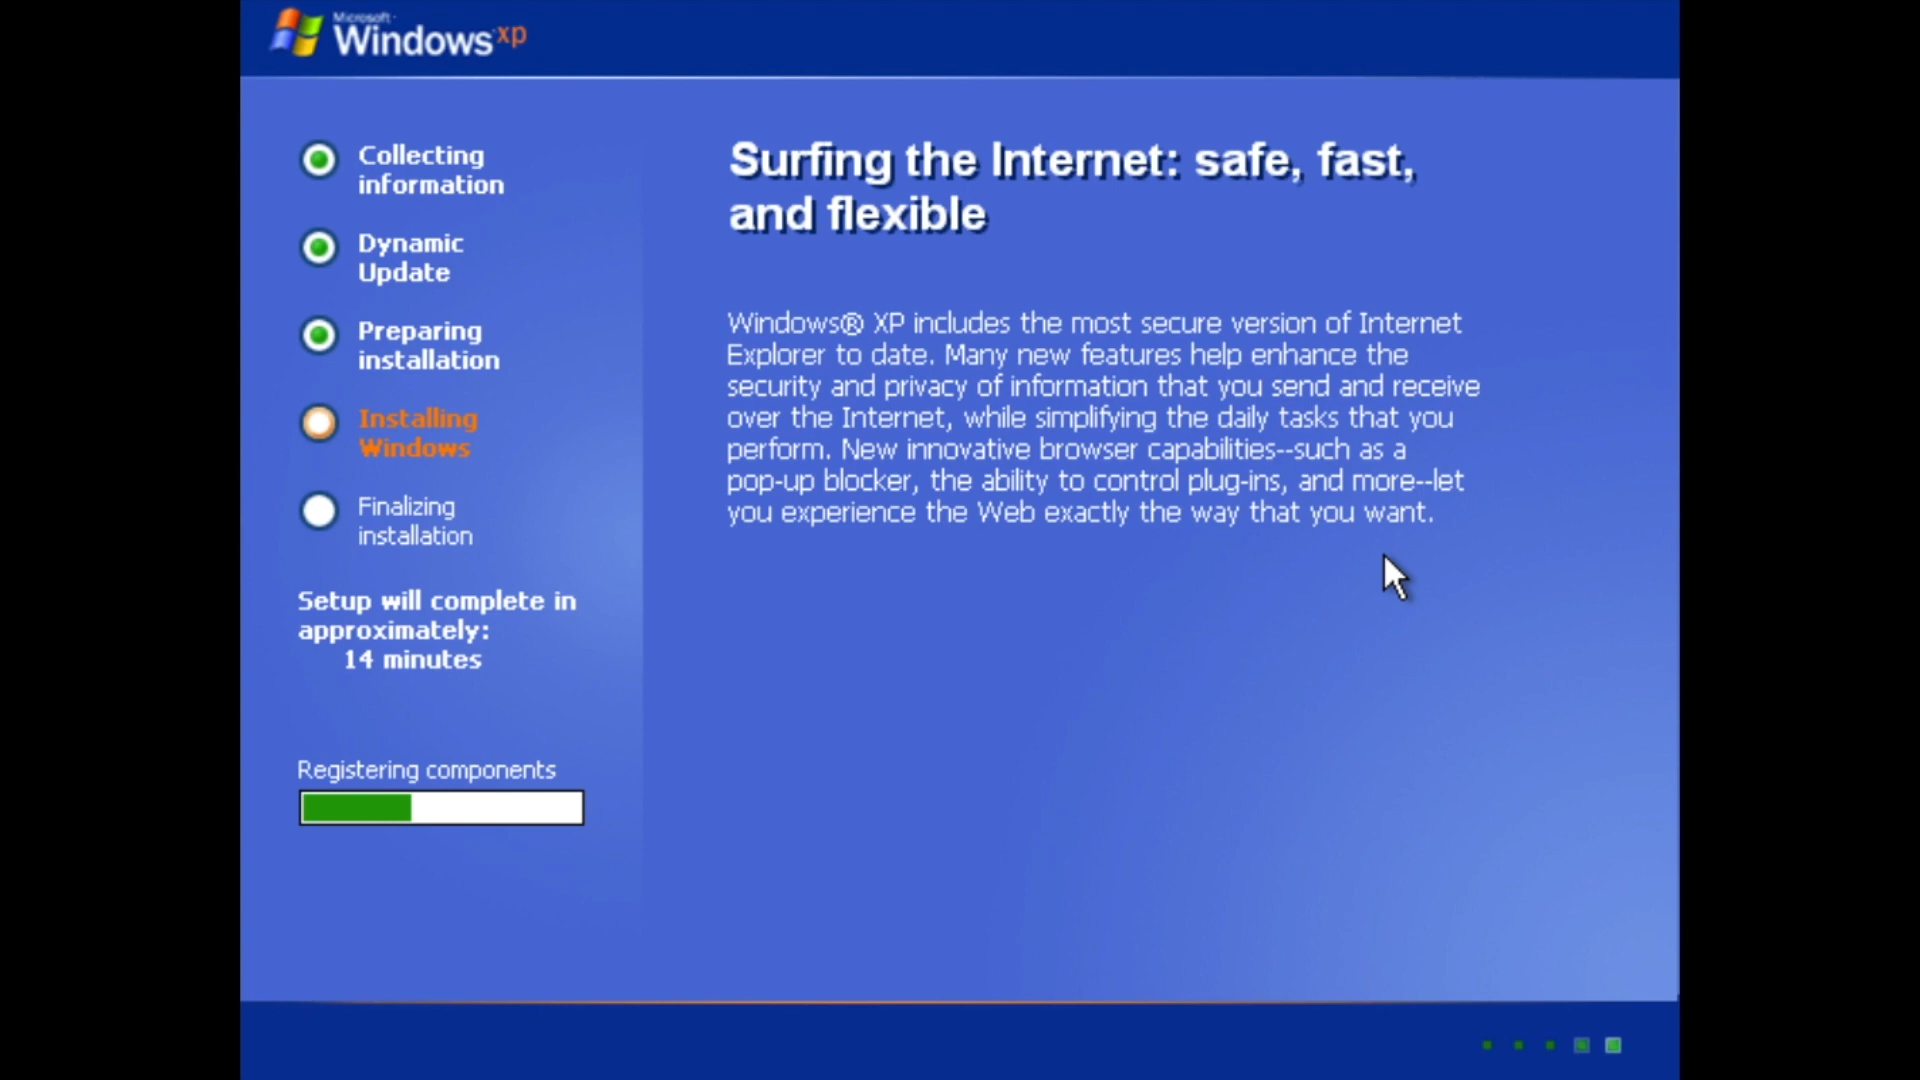 Microsoft
Windows xp
Collecting
information
Dynamic
Update
Preparing
installation
Installing
Windows
Finalizing
installation
Setup will complete in
approximately:
14 minutes
Registering components
Surfing the Internet: safe, fast,
and flexible
Windows® XP includes the most secure version of Internet
Explorer to date. Many new features help enhance the
security and privacy of information that you send and receive
over the Internet, while simplifying the daily tasks that you
perform. New innovative browser capabilities--such as a
pop-up blocker, the ability to control plug-ins, and more--let
you experience the Web exactly the way that you want.